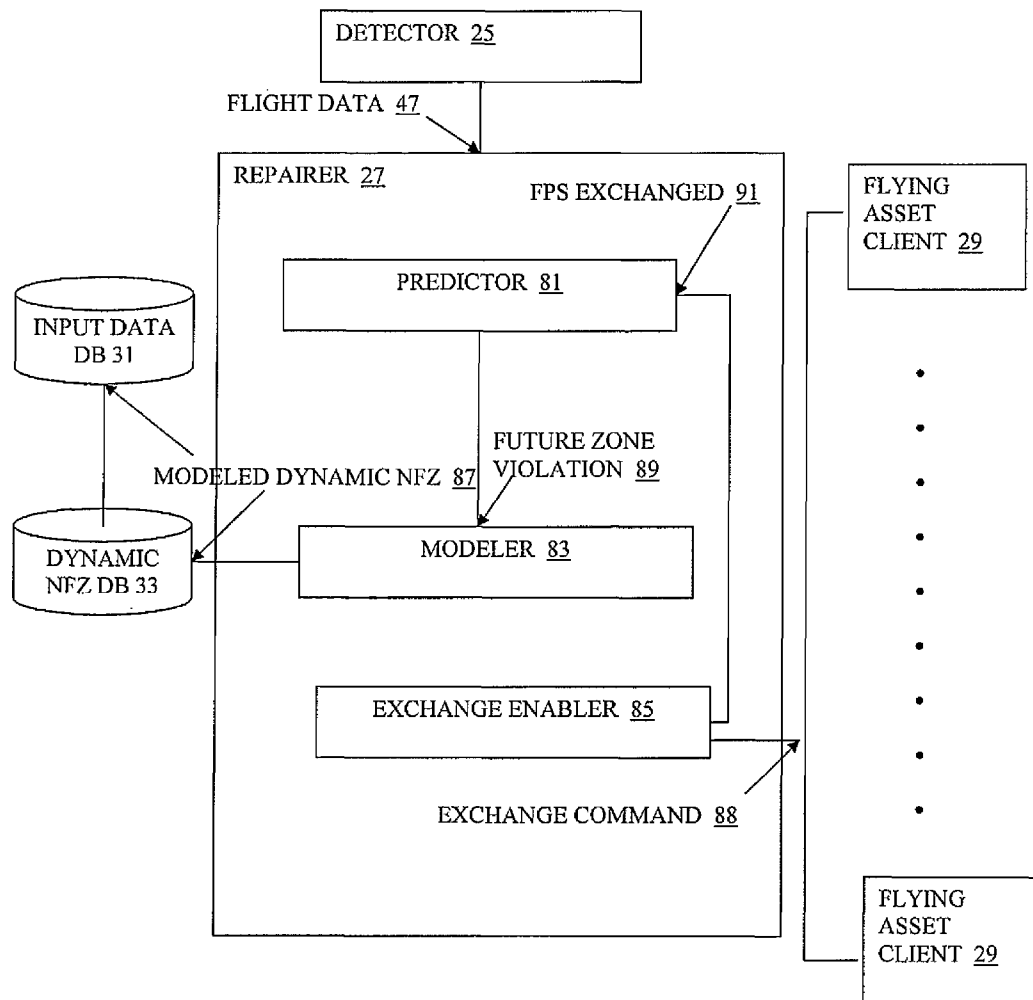 DETECTOR 25
FLIGHT DATA 47
REPAIRER 27
FPS EXCHANGED 91
FLYING
ASSET
CLIENT 29
PREDICTOR 81
INPUT DATA
DB 31
FUTURE ZONE
VIOLATION 89
MODELED DYNAMIC NFZ 87
MODELER 83
DYNAMIC
NFZ DB 33
EXCHANGE ENABLER 85
EXCHANGE COMMAND 88
FLYING
ASSET
CLIENT 29